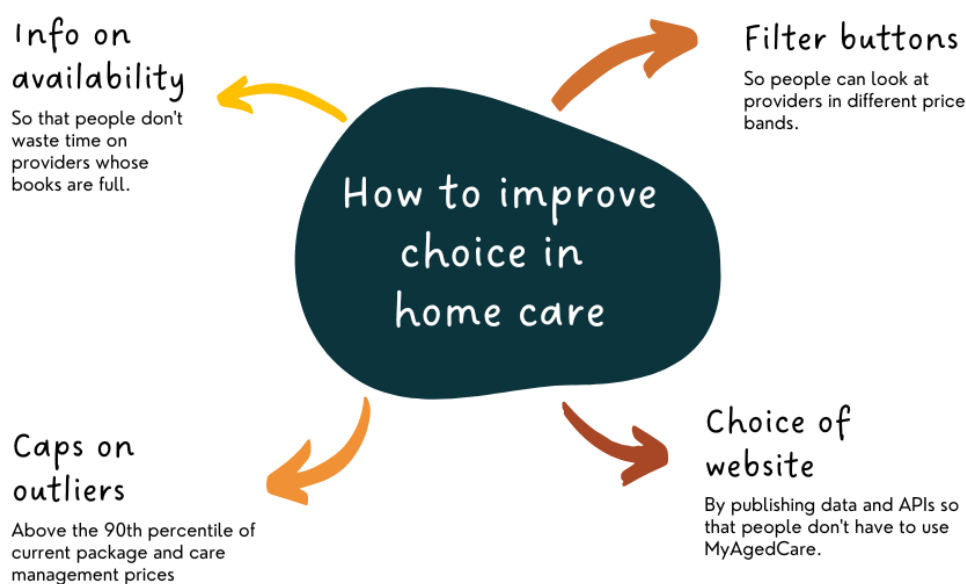 Info on
availability
So that people don't
waste time on
providers whose
books are full.
Filter buttons
So people can look at
providers in different price
bands.
How to improve
choice in
home care
Caps on
outliers
Above the 90th percentile of
current package and care
management prices
Choice of
website
By publishing data and APIs so
that people don't have to use
MyAgedCare.